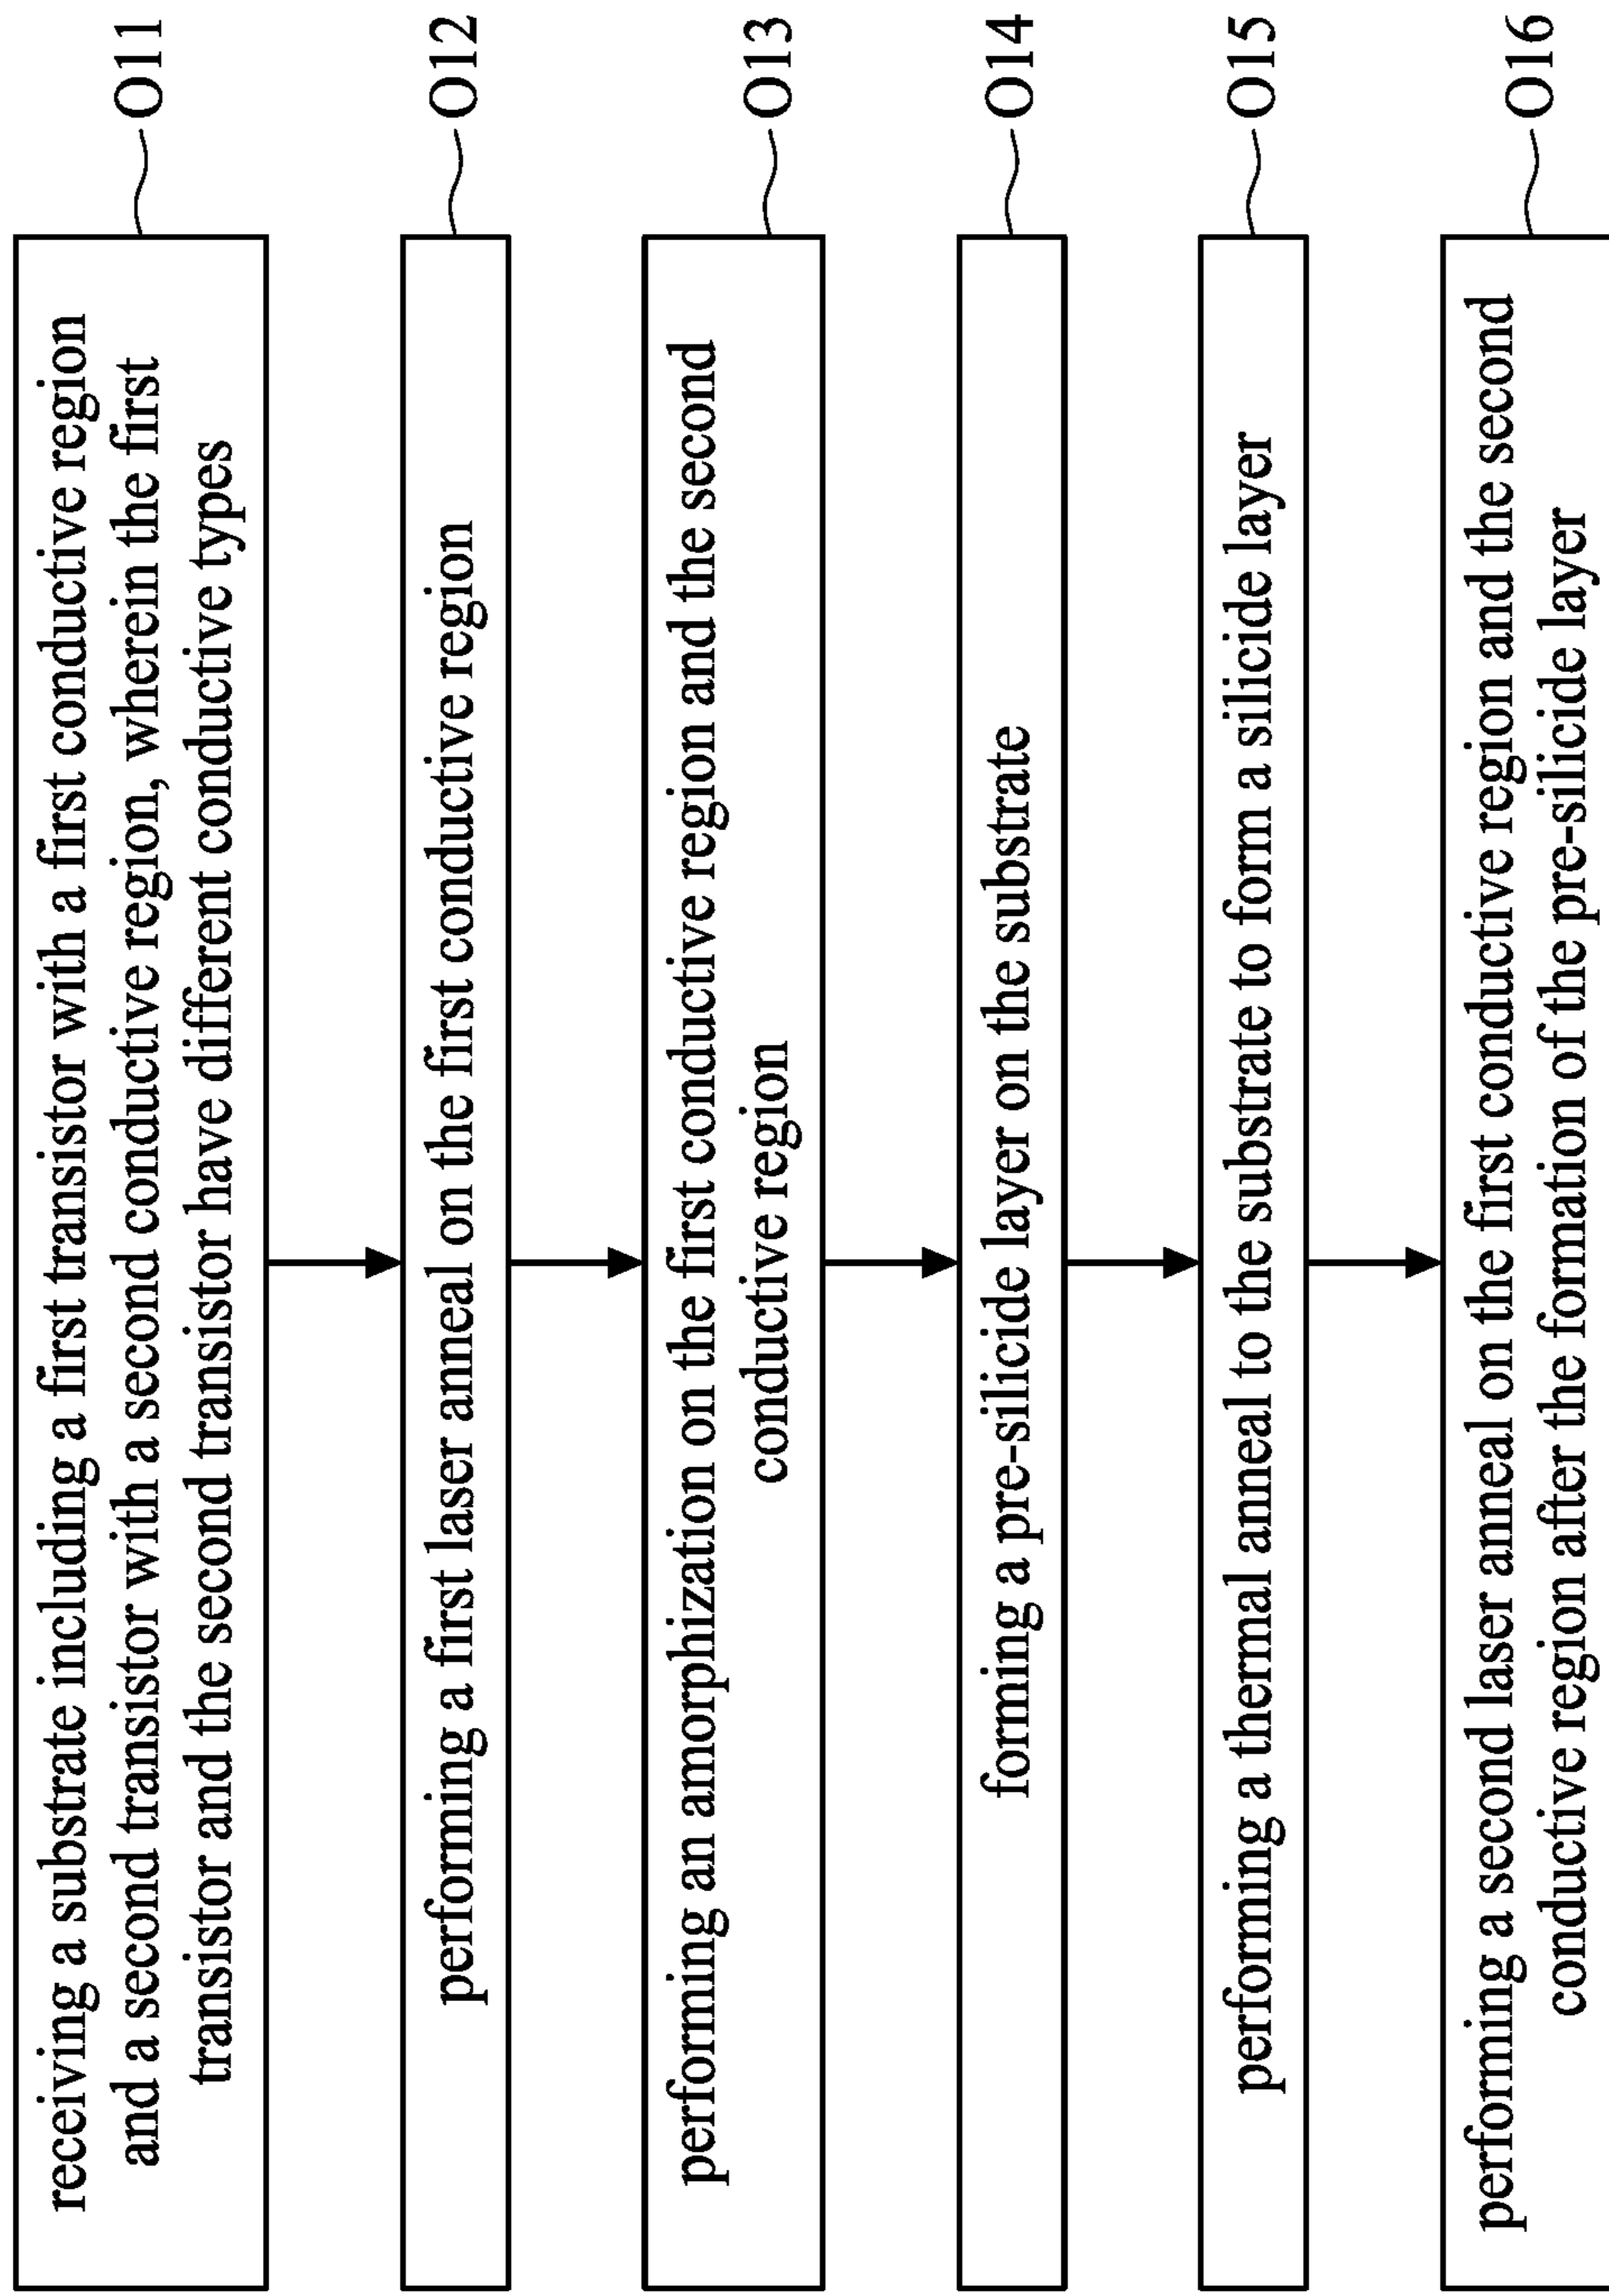 receiving a substrate including a first transistor with a first conductive region
and a second transistor with a second conductive region, wherein the first
transistor and the second transistor have different conductive types
O11
performing a first laser anneal on the first conductive region
O12
performing an amorphization on the first conductive region and the second
conductive region
O13
forming a pre-silicide layer on the substrate
O14
performing a thermal anneal to the substrate to form a silicide layer
O15
performing a second laser anneal on the first conductive region and the second
conductive region after the formation of the pre-silicide layer
O16